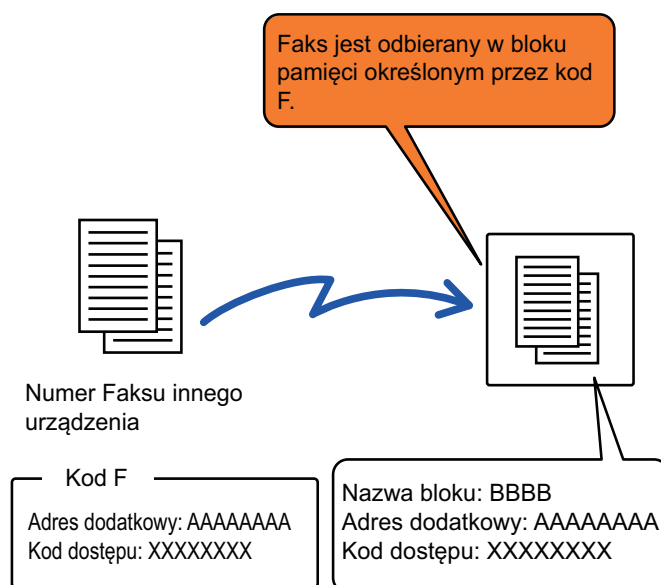 Faks jest odbierany w bloku
pamięci określonym przez kod
F.
Numer Faksu innego
urządzenia
Kod F
Adres dodatkowy: AAAAAAAA
Kod dostępu: XXXXXXXX
Nazwa bloku: BBBB
Adres dodatkowy: AAAAAAAA
Kod dostępu: XXXXXXXX